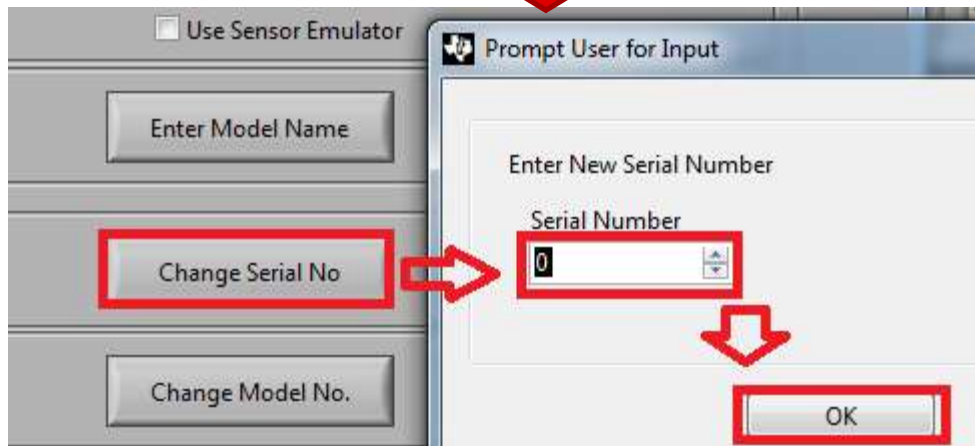 Use Sensor Emulator
Enter Model Name
Change Serial No
Change Model No.
Prompt User for Input
Enter New Serial Number
Serial Number
0
OK